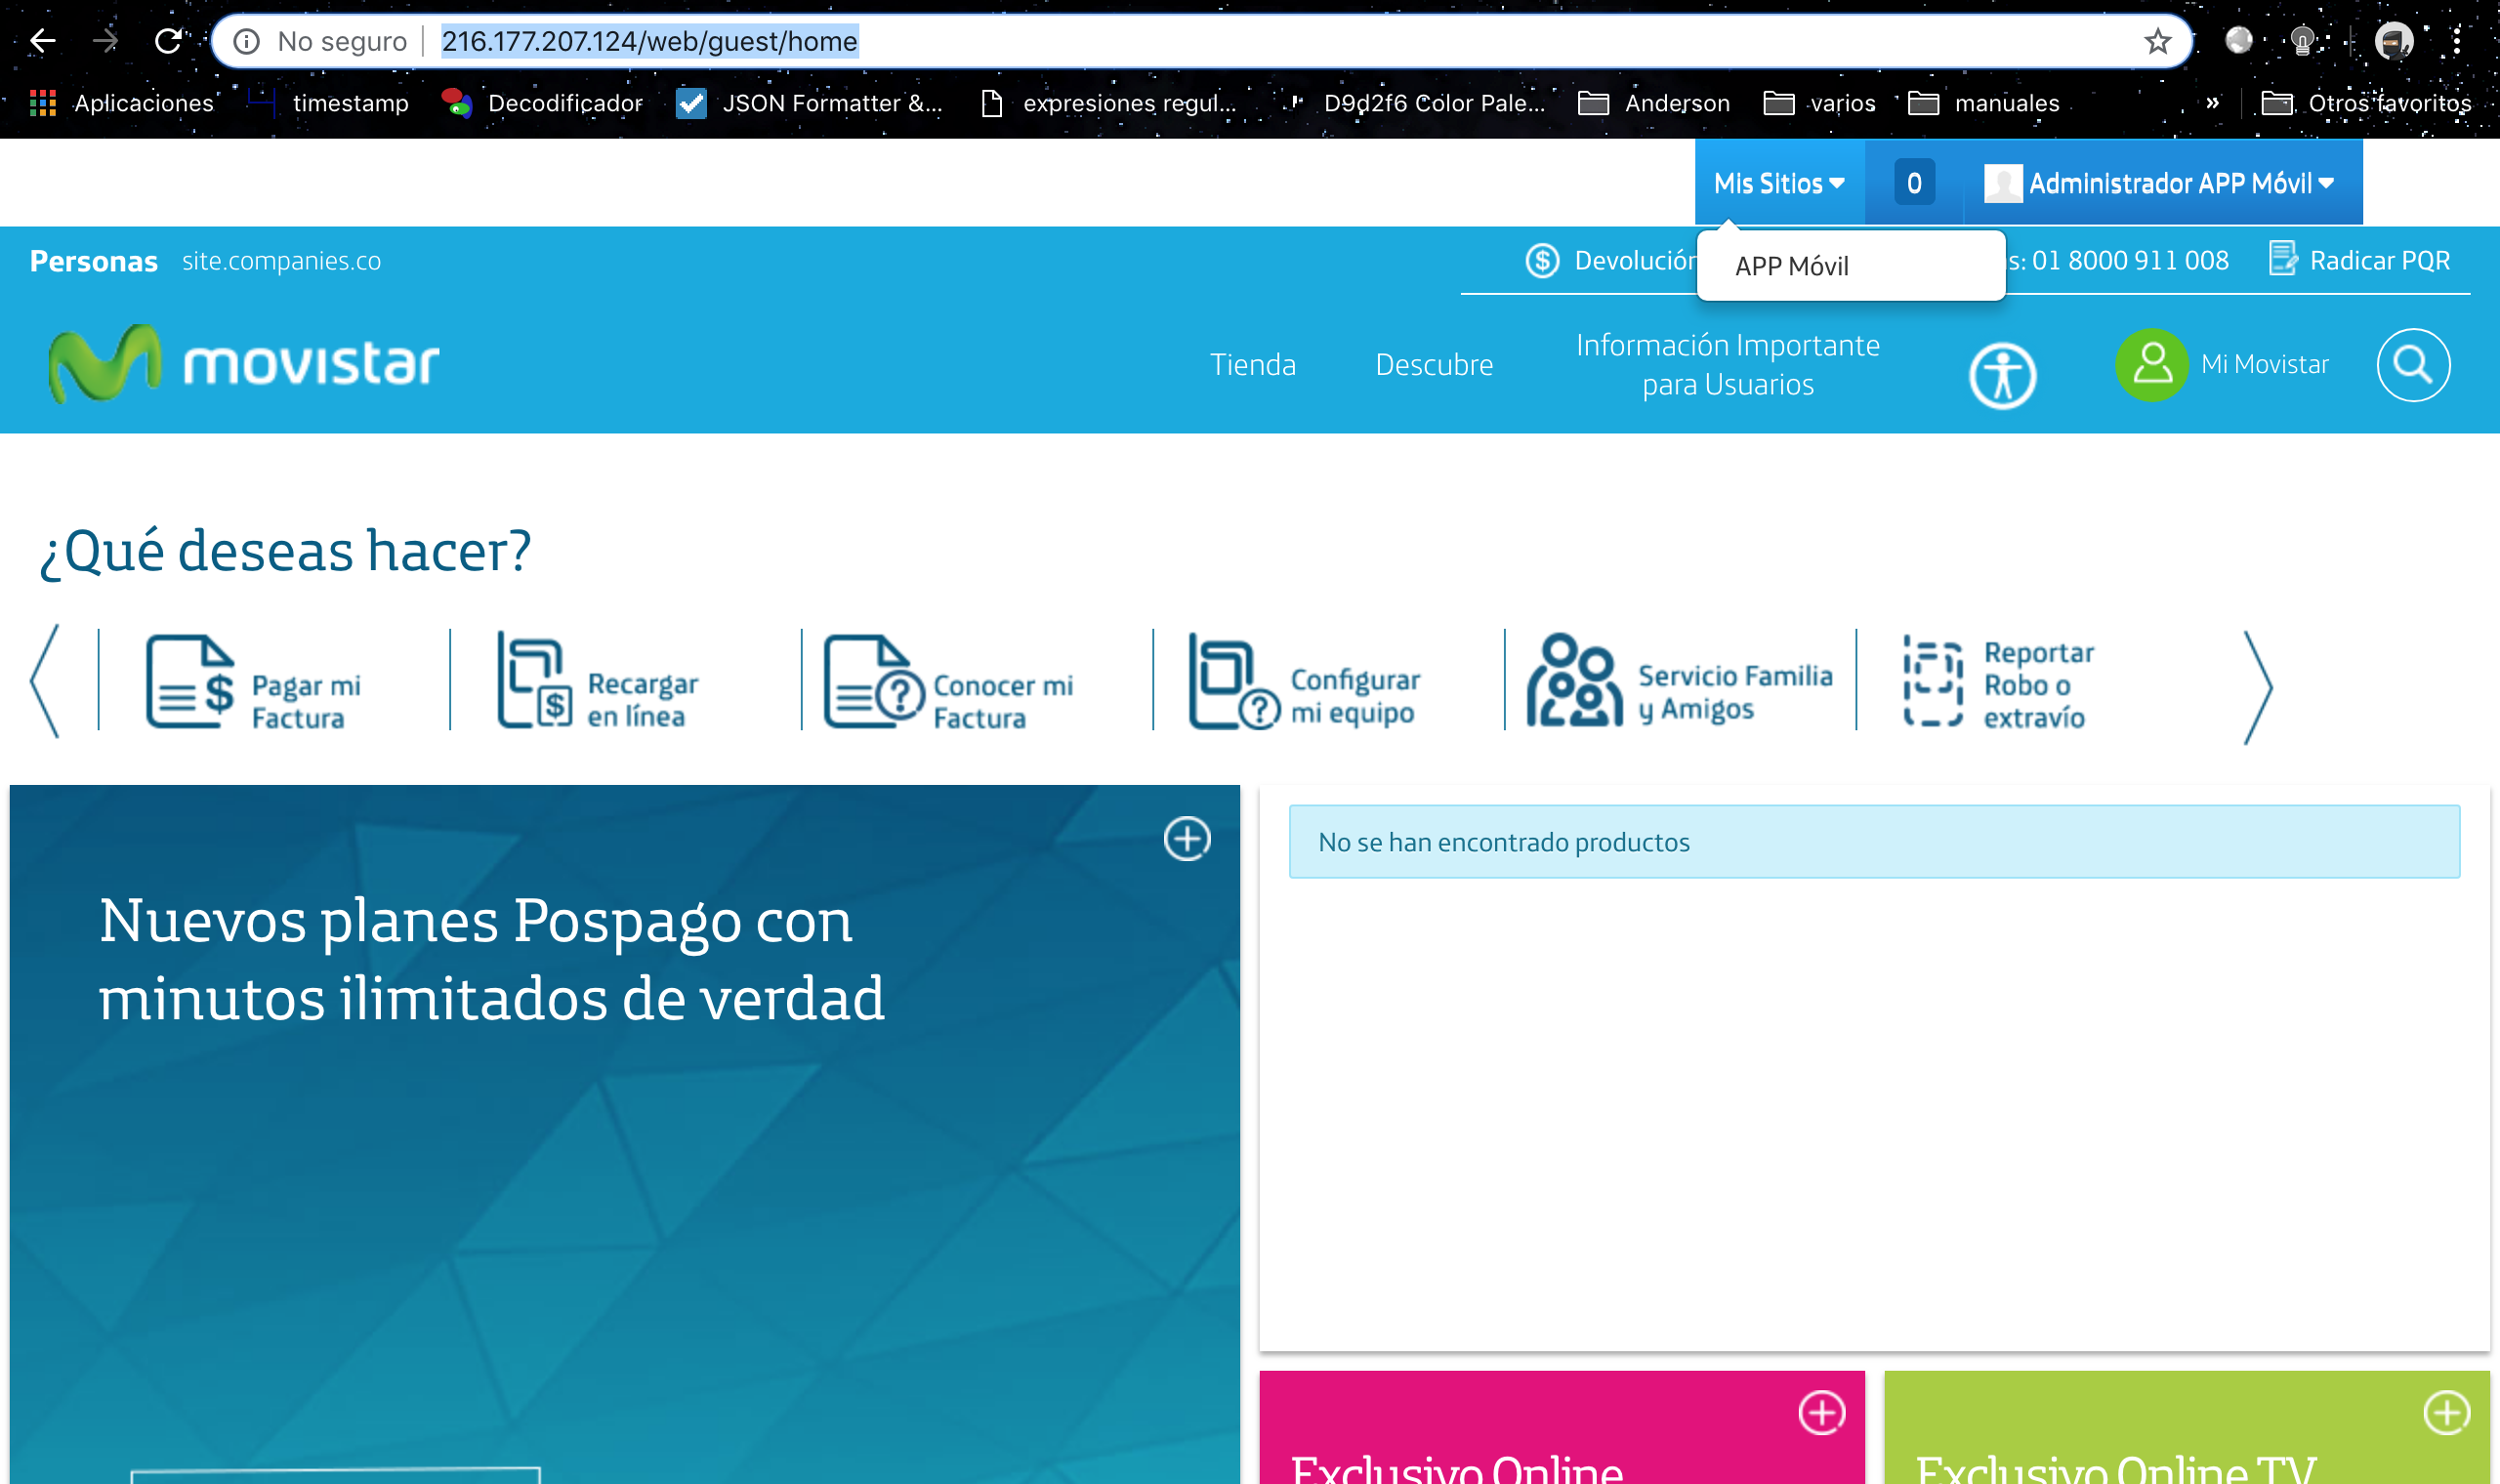 No seguro 216.177.207.124/web/guest/home
Aplicaciones timestamp Decodificador JSON Formatter &... expresiones regul... D9d2f6 Color Pale... Anderson varios manuales » Otros favoritos
Mis Sitios 0 Administrador APP Móvil
APP Móvil
Personas site.companies.co Devolución s: 01 8000 911 008 Radicar PQR
movistar Tienda Descubre Información Importante
para Usuarios Mi Movistar
¿Qué deseas hacer?
Pagar mi
Factura
Recargar
en línea
Conocer mi
Factura
Configurar
mi equipo
Servicio Familia
y Amigos
Reportar
Robo o
extravío
Nuevos planes Pospago con
minutos ilimitados de verdad
No se han encontrado productos
Exclusivo Online
Exclusivo Online TV